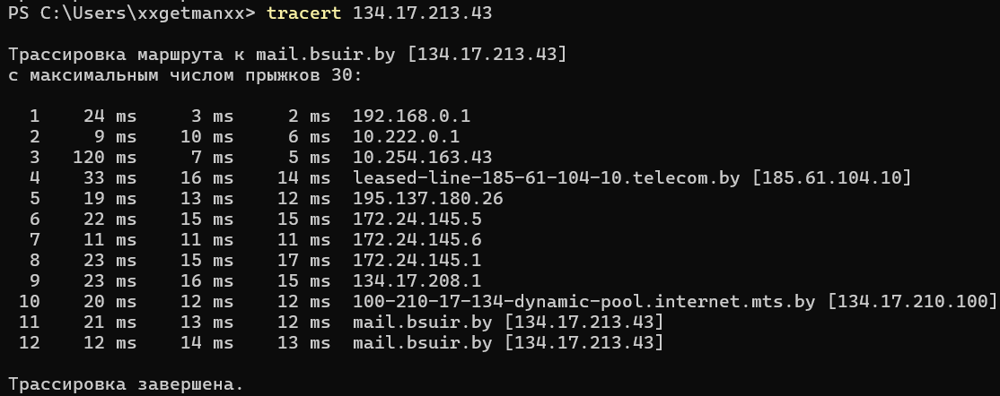 PS C:\Users\xxgetmanxx> tracert 134.17.213.43
Трассировка маршрута к mail.bsuir.by [134.17.213.43]
с максимальным числом прыжков 30:
1 24 ms 3 ms 2 ms 192.168.0.1
2 9 ms 10 ms 6 ms 10.222.0.1
3 120 ms 7 ms 5 ms 10.254.163.43
4 33 ms 16 ms 14 ms leased-line-185-61-104-10.telecom.by [185.61.104.10]
5 19 ms 13 ms 12 ms 195.137.180.26
6 22 ms 15 ms 15 ms 172.24.145.5
7 11 ms 11 ms 11 ms 172.24.145.6
8 23 ms 15 ms 17 ms 172.24.145.1
9 23 ms 16 ms 15 ms 134.17.208.1
10 20 ms 12 ms 12 ms 100-210-17-134-dynamic-pool.internet.mts.by [134.17.210.100]
11 21 ms 13 ms 12 ms mail.bsuir.by [134.17.213.43]
12 12 ms 14 ms 13 ms mail.bsuir.by [134.17.213.43]
Трассировка завершена.